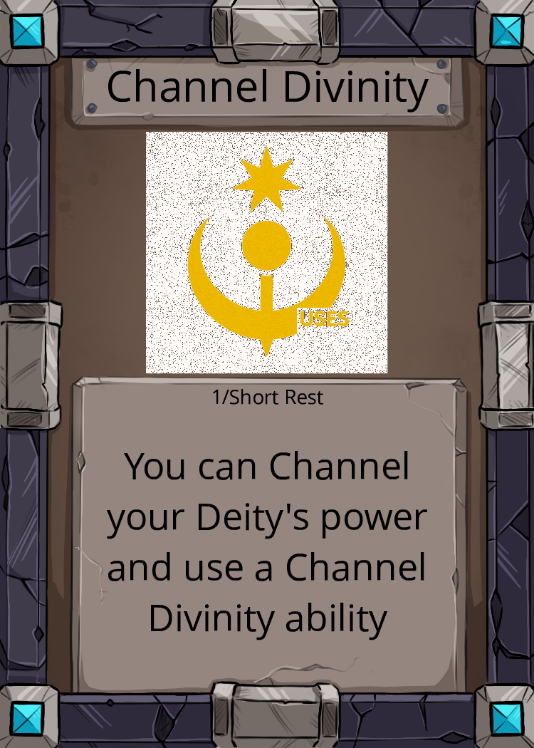 Channel Divinity
USES
1/Short Rest
You can Channel
your Deity's power
and use a Channel
Divinity ability